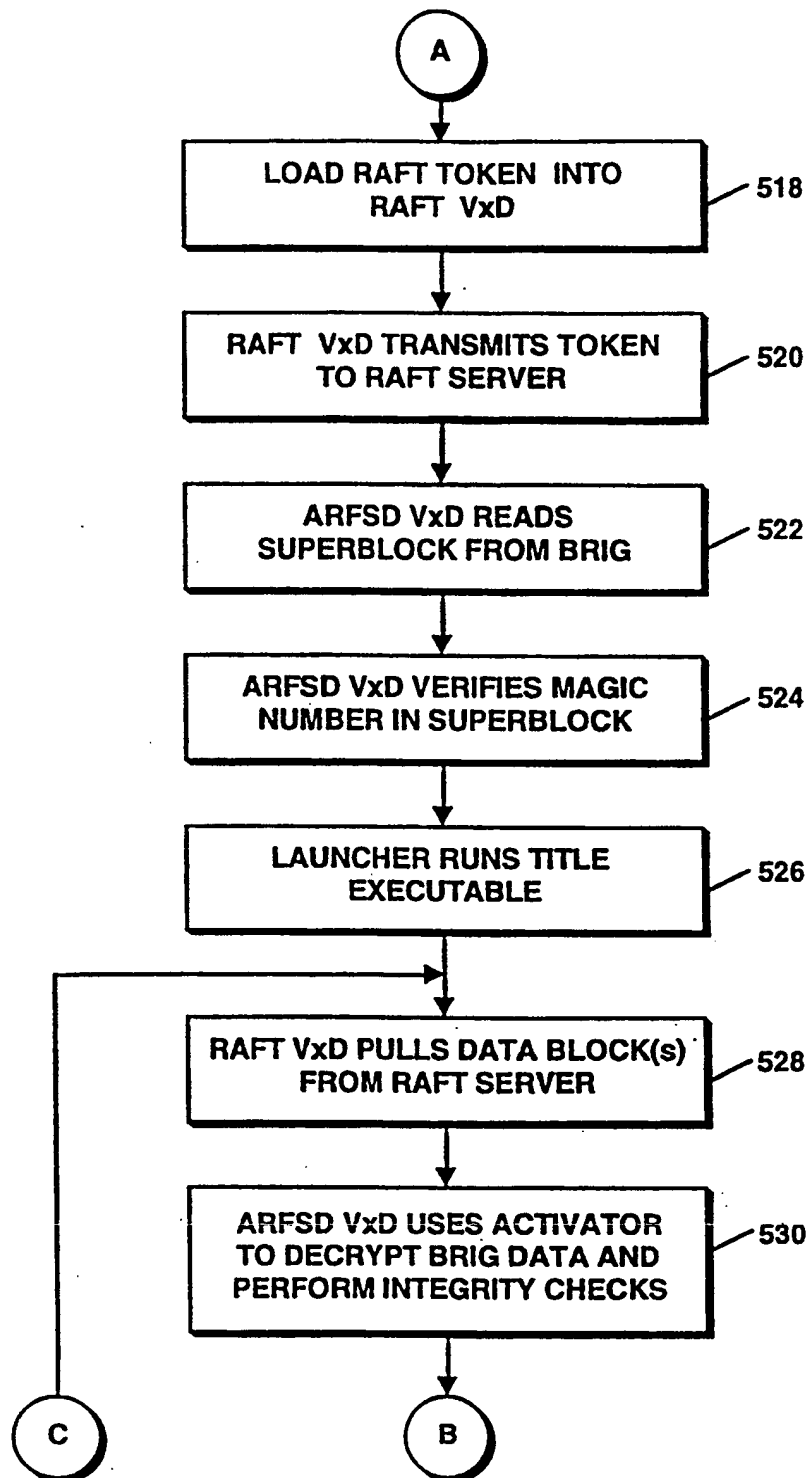 A
LOAD RAFT TOKEN INTO
RAFT VxD
518
RAFT VxD TRANSMITS TOKEN
TO RAFT SERVER
520
ARFSD VxD READS
SUPERBLOCK FROM BRIG
522
ARFSD VxD VERIFIES MAGIC
NUMBER IN SUPERBLOCK
524
LAUNCHER RUNS TITLE
EXECUTABLE
526
RAFT VxD PULLS DATA BLOCK(s)
FROM RAFT SERVER
528
ARFSD VxD USES ACTIVATOR
TO DECRYPT BRIG DATA AND
PERFORM INTEGRITY CHECKS
530
C
B